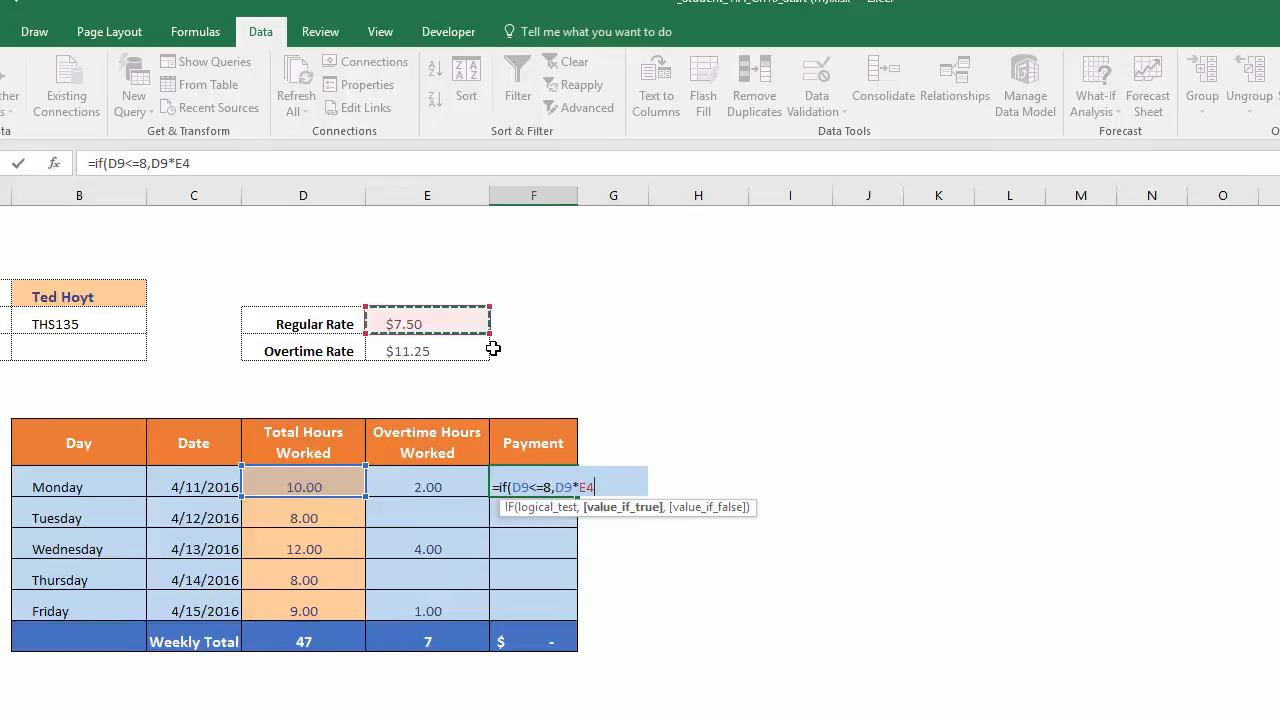 Excel
Draw Page Layout Formulas Data Review View Developer Tell me what you want to do
Existing Connections
New Query
Show Queries
From Table
Recent Sources
Get & Transform
Refresh All
Connections
Properties
Edit Links
Connections
Sort
Filter
Clear
Reapply
Advanced
Sort & Filter
Text to Columns
Flash Fill
Remove Duplicates
Data Validation
Consolidate
Relationships
Manage Data Model
Data Tools
What-If Analysis
Forecast Sheet
Forecast
Group
Ungroup
fx =if(D9<=8,D9*E4
B C D E F G H I J K L M N O
Ted Hoyt
THS135 Regular Rate $7.50
Overtime Rate $11.25
Day Date Total Hours Worked Overtime Hours Worked Payment
Monday 4/11/2016 10.00 2.00 =if(D9<=8,D9*E4
IF(logical_test, [value_if_true], [value_if_false])
Tuesday 4/12/2016 8.00
Wednesday 4/13/2016 12.00 4.00
Thursday 4/14/2016 8.00
Friday 4/15/2016 9.00 1.00
Weekly Total 47 7 $ -